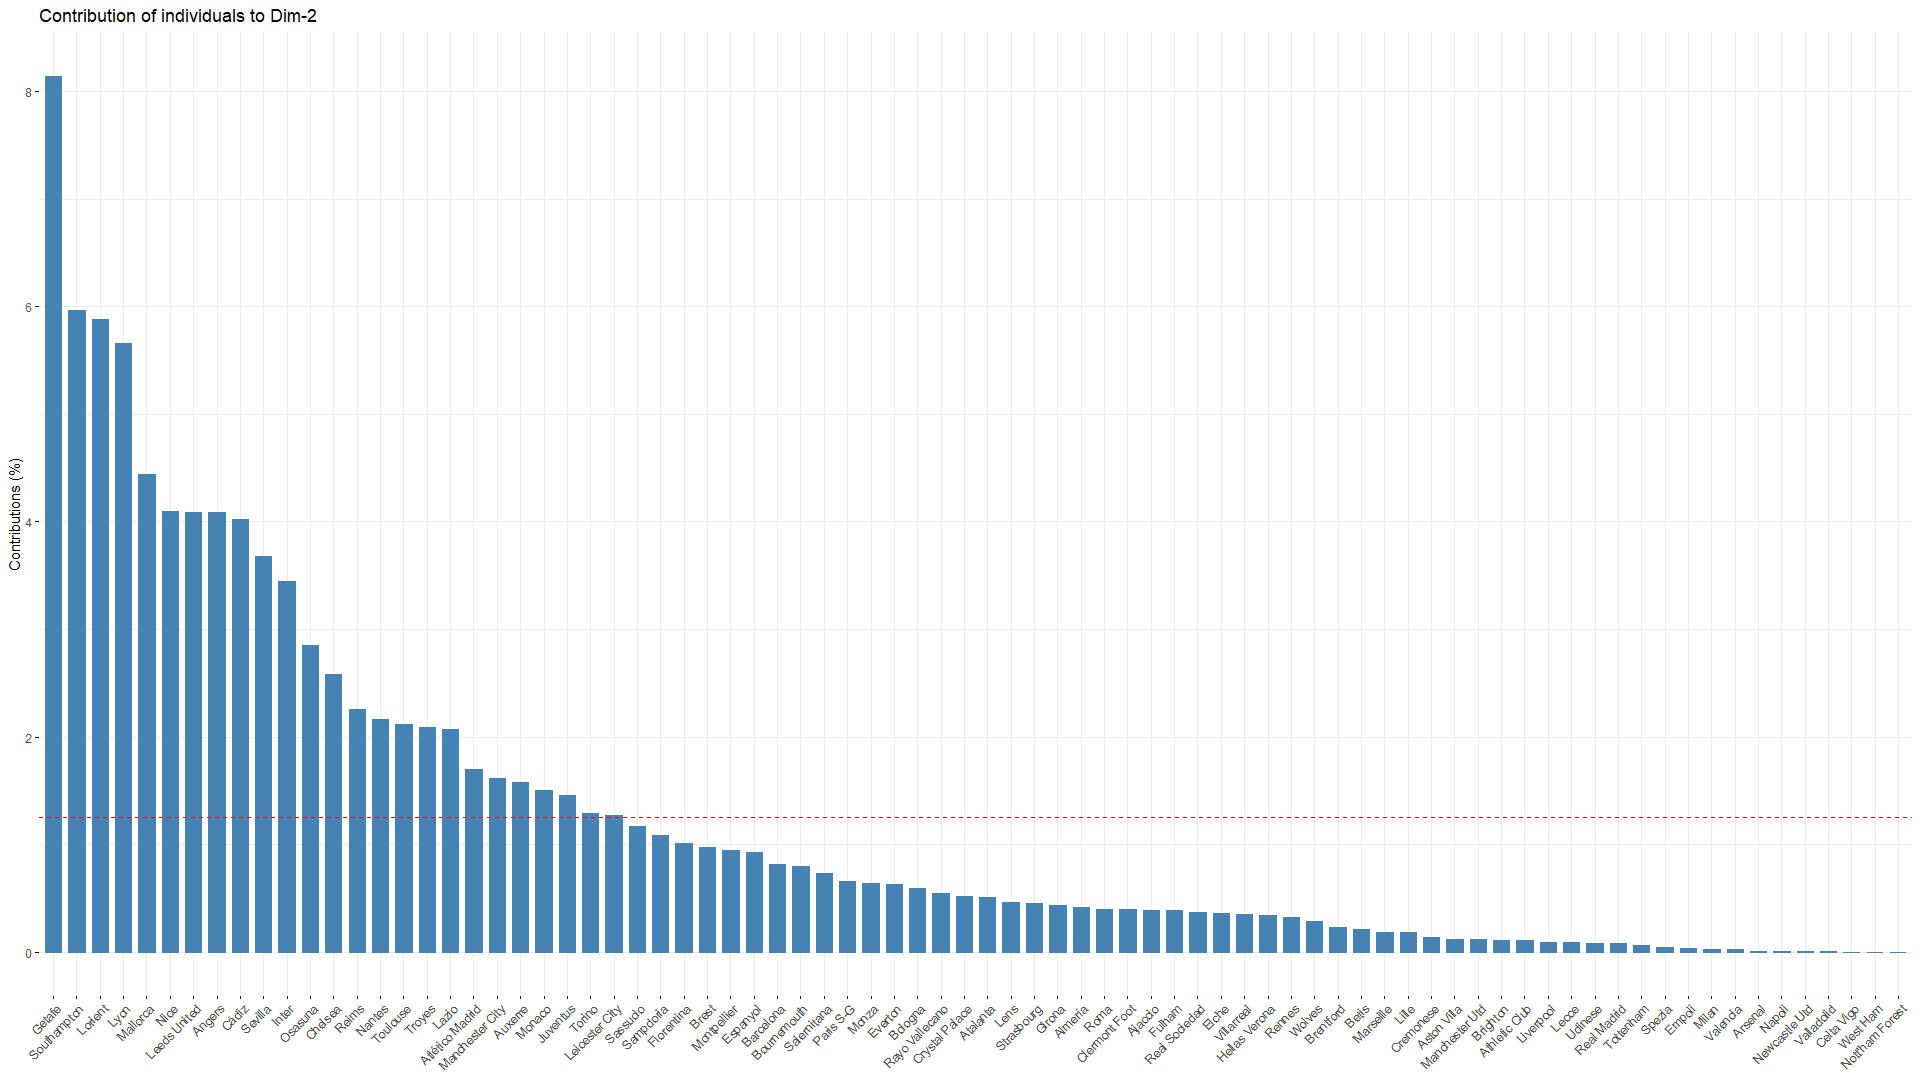 Contribution of individuals to Dim-2
Contributions (%)
8
6
4
2
0
Getafe
Southampton
Lorient
Lyon
Mallorca
Nice
Leeds United
Angers
Cádiz
Sevilla
Inter
Osasuna
Chelsea
Reims
Nantes
Toulouse
Troyes
Lazio
Atlético Madrid
Manchester City
Auxerre
Monaco
Juventus
Torino
Leicester City
Sassuolo
Sampdoria
Fiorentina
Brest
Montpellier
Espanyol
Barcelona
Bournemouth
Salernitana
Paris S-G
Monza
Everton
Bologna
Rayo Vallecano
Crystal Palace
Atalanta
Lens
Strasbourg
Girona
Almería
Roma
Clermont Foot
Ajaccio
Fulham
Real Sociedad
Elche
Villarreal
Hellas Verona
Rennes
Wolves
Brentford
Betis
Marseille
Lille
Cremonese
Aston Villa
Manchester Utd
Brighton
Athletic Club
Liverpool
Lecce
Udinese
Real Madrid
Tottenham
Spezia
Empoli
Milan
Valencia
Arsenal
Napoli
Newcastle Utd
Valladolid
Celta Vigo
West Ham
Nott'ham Forest